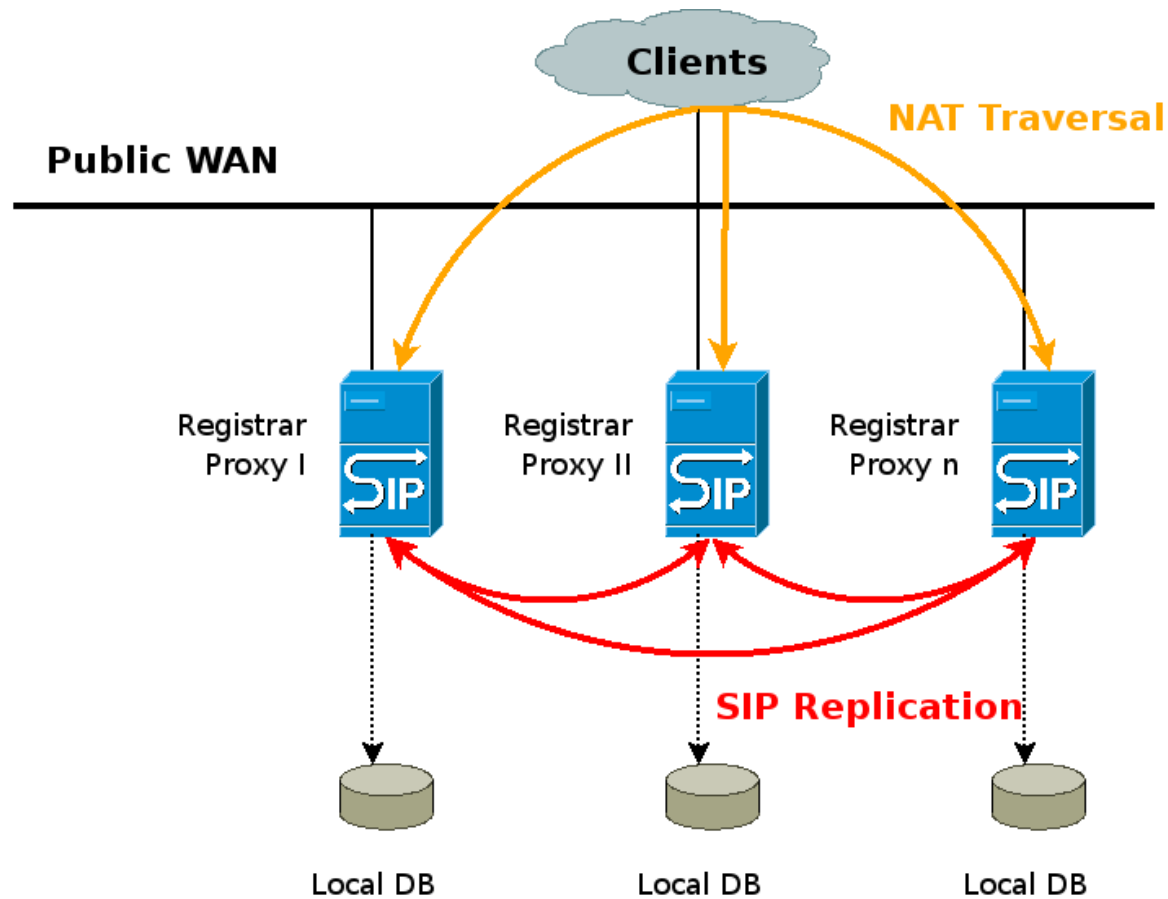 Clients
NAT Traversal
Public WAN
Registrar
Proxy I
SIP
Registrar
Proxy II
SIP
Registrar
Proxy n
SIP
SIP Replication
Local DB
Local DB
Local DB